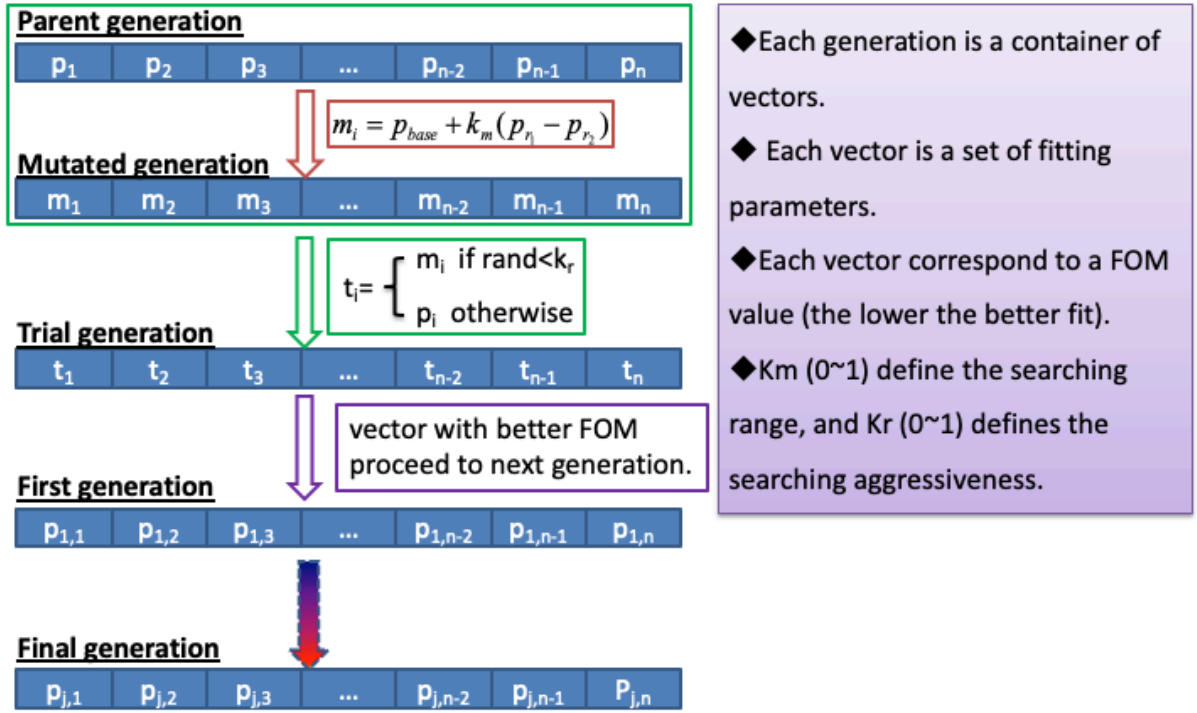 Parent generation
p₁ p₂ p₃ ... pₙ₋₂ pₙ₋₁ pₙ
mᵢ = p_base + kₘ(p_r₁ − p_r₂)
Mutated generation
m₁ m₂ m₃ ... mₙ₋₂ mₙ₋₁ mₙ
tᵢ= { mᵢ if rand<kᵣ
pᵢ otherwise
Trial generation
t₁ t₂ t₃ ... tₙ₋₂ tₙ₋₁ tₙ
vector with better FOM
proceed to next generation.
First generation
p₁,₁ p₁,₂ p₁,₃ ... p₁,ₙ₋₂ p₁,ₙ₋₁ p₁,ₙ
Final generation
pⱼ,₁ pⱼ,₂ pⱼ,₃ ... pⱼ,ₙ₋₂ pⱼ,ₙ₋₁ Pⱼ,ₙ
◆Each generation is a container of
vectors.
◆ Each vector is a set of fitting
parameters.
◆Each vector correspond to a FOM
value (the lower the better fit).
◆Km (0~1) define the searching
range, and Kr (0~1) defines the
searching aggressiveness.